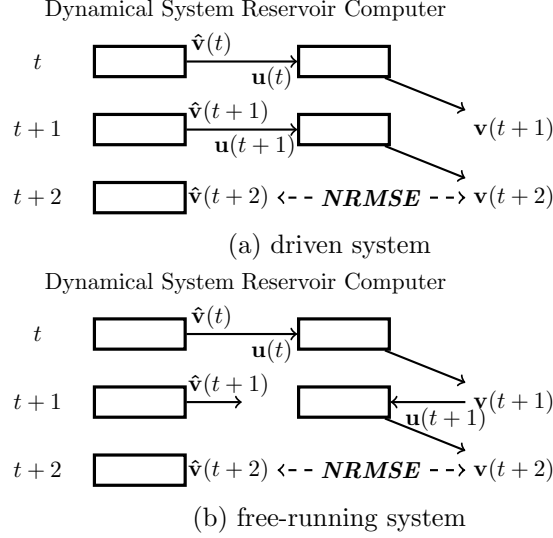 Dynamical System Reservoir Computer
v̂(t)
t
u(t)
v̂(t+1)
t + 1
v(t+1)
u(t+1)
t + 2 v̂(t+2) NRMSE v(t+2)
(a) driven system
Dynamical System Reservoir Computer
v̂(t)
t
u(t)
v̂(t+1)
t + 1
v(t+1)
u(t+1)
t + 2 v̂(t+2) NRMSE v(t+2)
(b) free-running system